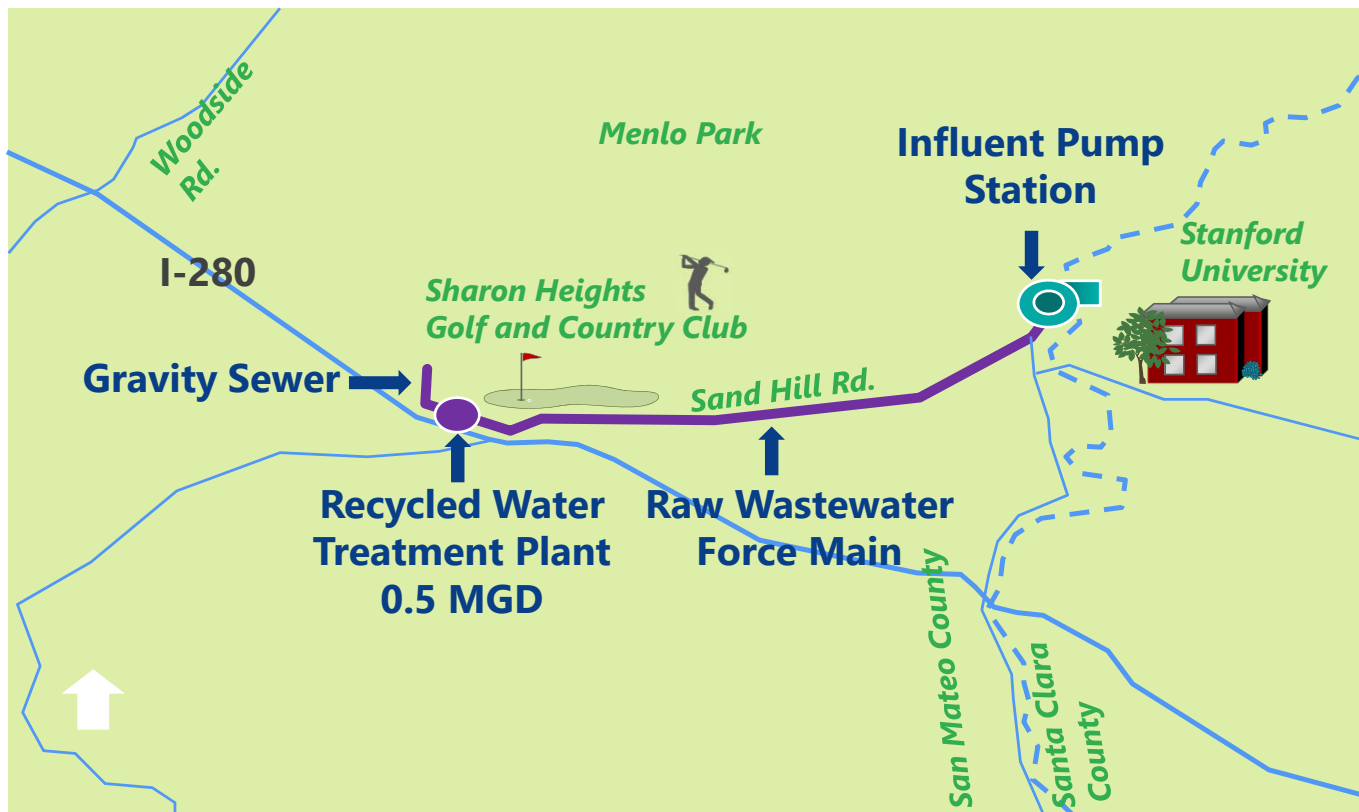 Woodside
Rd.
Menlo Park
Influent Pump
Station
Stanford
University
I-280
Sharon Heights
Golf and Country Club
Gravity Sewer
Sand Hill Rd.
Recycled Water
Treatment Plant
0.5 MGD
Raw Wastewater
Force Main
San Mateo County
Santa Clara
County